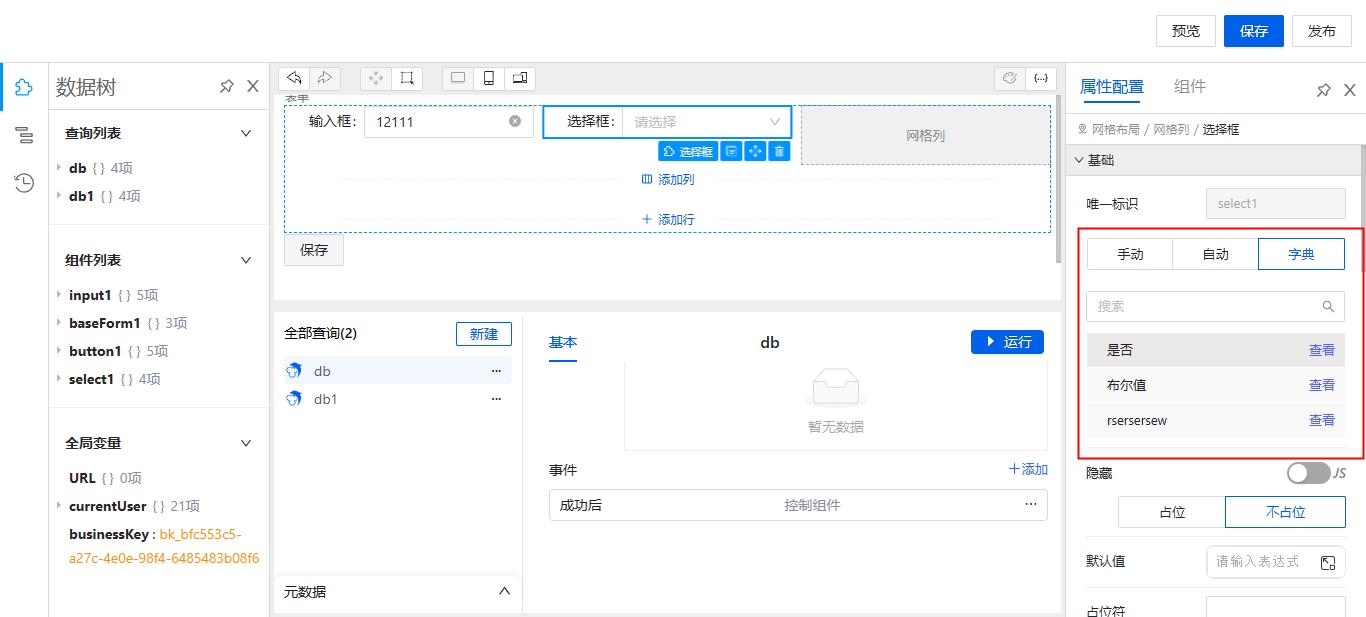 预览
保存
发布
数据树
查询列表
db { } 4项
db1 { } 4项
组件列表
input1 { } 5项
baseForm1 { } 3项
button1 { } 5项
select1 { } 4项
全局变量
URL { } 0项
currentUser { } 21项
businessKey : bk_bfc553c5-
a27c-4e0e-98f4-6485483b08f6
{...}
表单
输入框: 12111
选择框: 请选择
网格列
选择框
添加列
添加行
保存
全部查询(2)
新建
db
db1
元数据
基本
db
运行
暂无数据
事件
添加
成功后 控制组件
属性配置
组件
网格布局 / 网格列 / 选择框
基础
唯一标识 select1
手动
自动
字典
搜索
是否 查看
布尔值 查看
rsersersew 查看
隐藏 JS
占位
不占位
默认值 请输入表达式
占位符